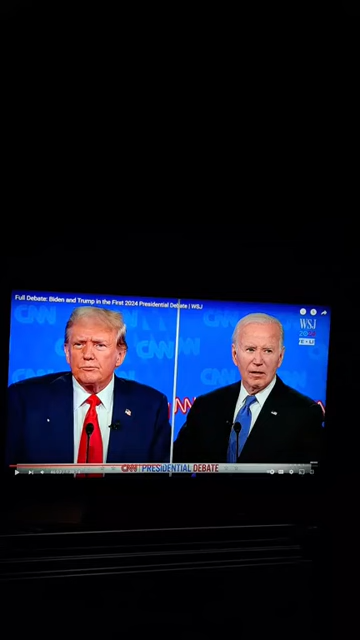 Full Debate: Biden and Trump in the First 2024 Presidential Debate | WSJ
WSJ
CNN
CNN
CNN
CNN
CNN PRESIDENTIAL DEBATE